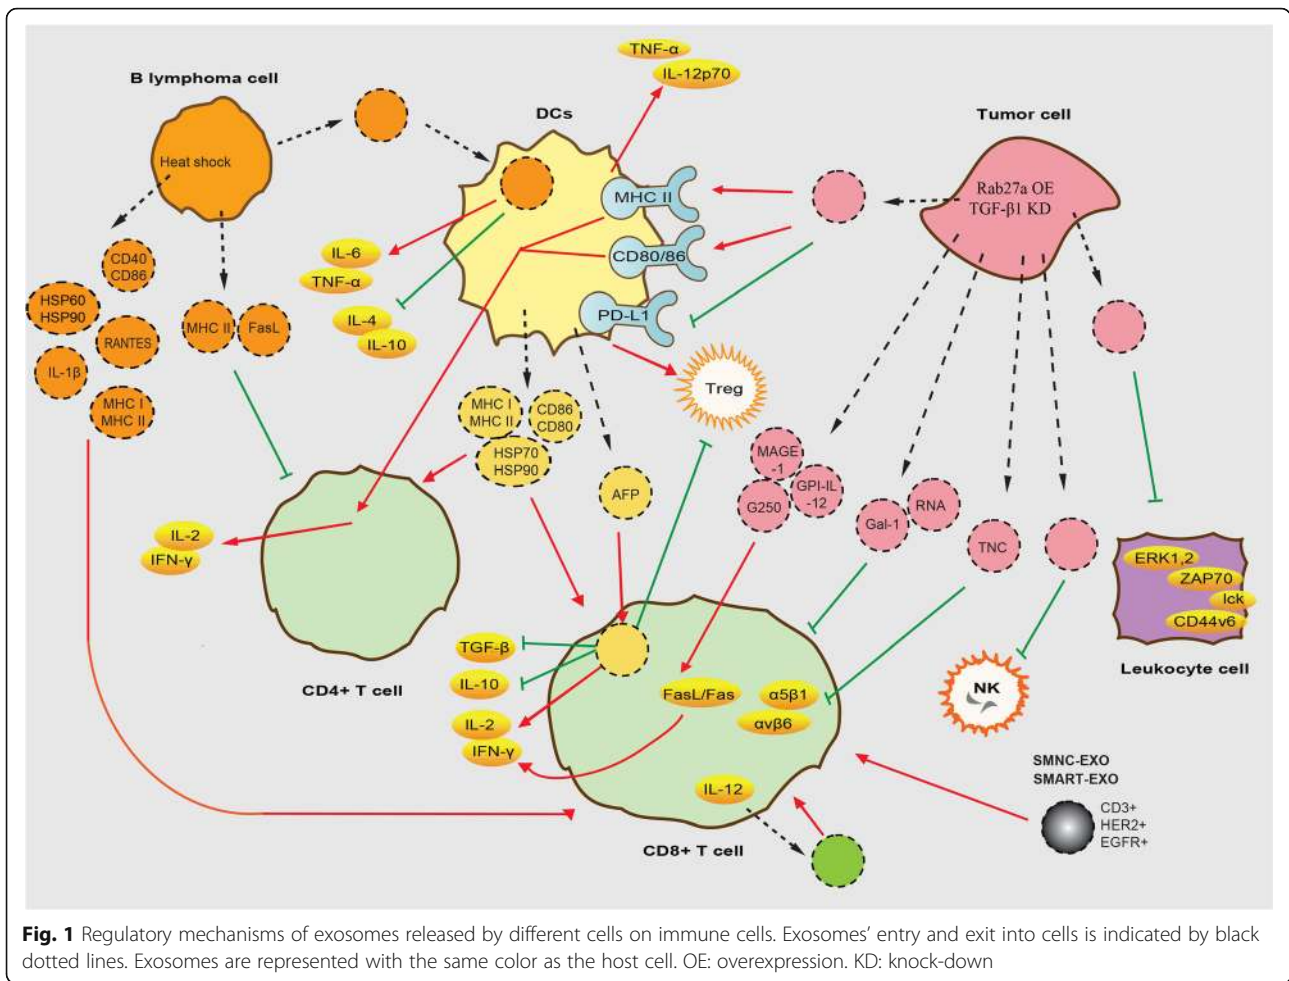 TNF-α
IL-12p70
B lymphoma cell
DCs
Tumor cell
Heat shock
MHC II
Rab27a OE
TGF-β1 KD
CD80/86
IL-6
TNF-α
CD40
CD86
HSP60
HSP90
PD-L1
IL-4
IL-10
MHC II
FasL
RANTES
IL-1β
Treg
MHC I
MHC II
MHC I
MHC II
CD86
CD80
HSP70
HSP90
MAGE
-1
GPI-IL
-12
G250
AFP
RNA
Gal-1
TNC
IL-2
IFN-γ
ERK1,2
ZAP70
lck
CD44v6
Leukocyte cell
TGF-β
IL-10
IL-2
IFN-γ
FasL/Fas
α5β1
αvβ6
NK
CD4+ T cell
SMNC-EXO
SMART-EXO
CD3+
HER2+
EGFR+
IL-12
CD8+ T cell
Fig. 1 Regulatory mechanisms of exosomes released by different cells on immune cells. Exosomes' entry and exit into cells is indicated by black
dotted lines. Exosomes are represented with the same color as the host cell. OE: overexpression. KD: knock-down